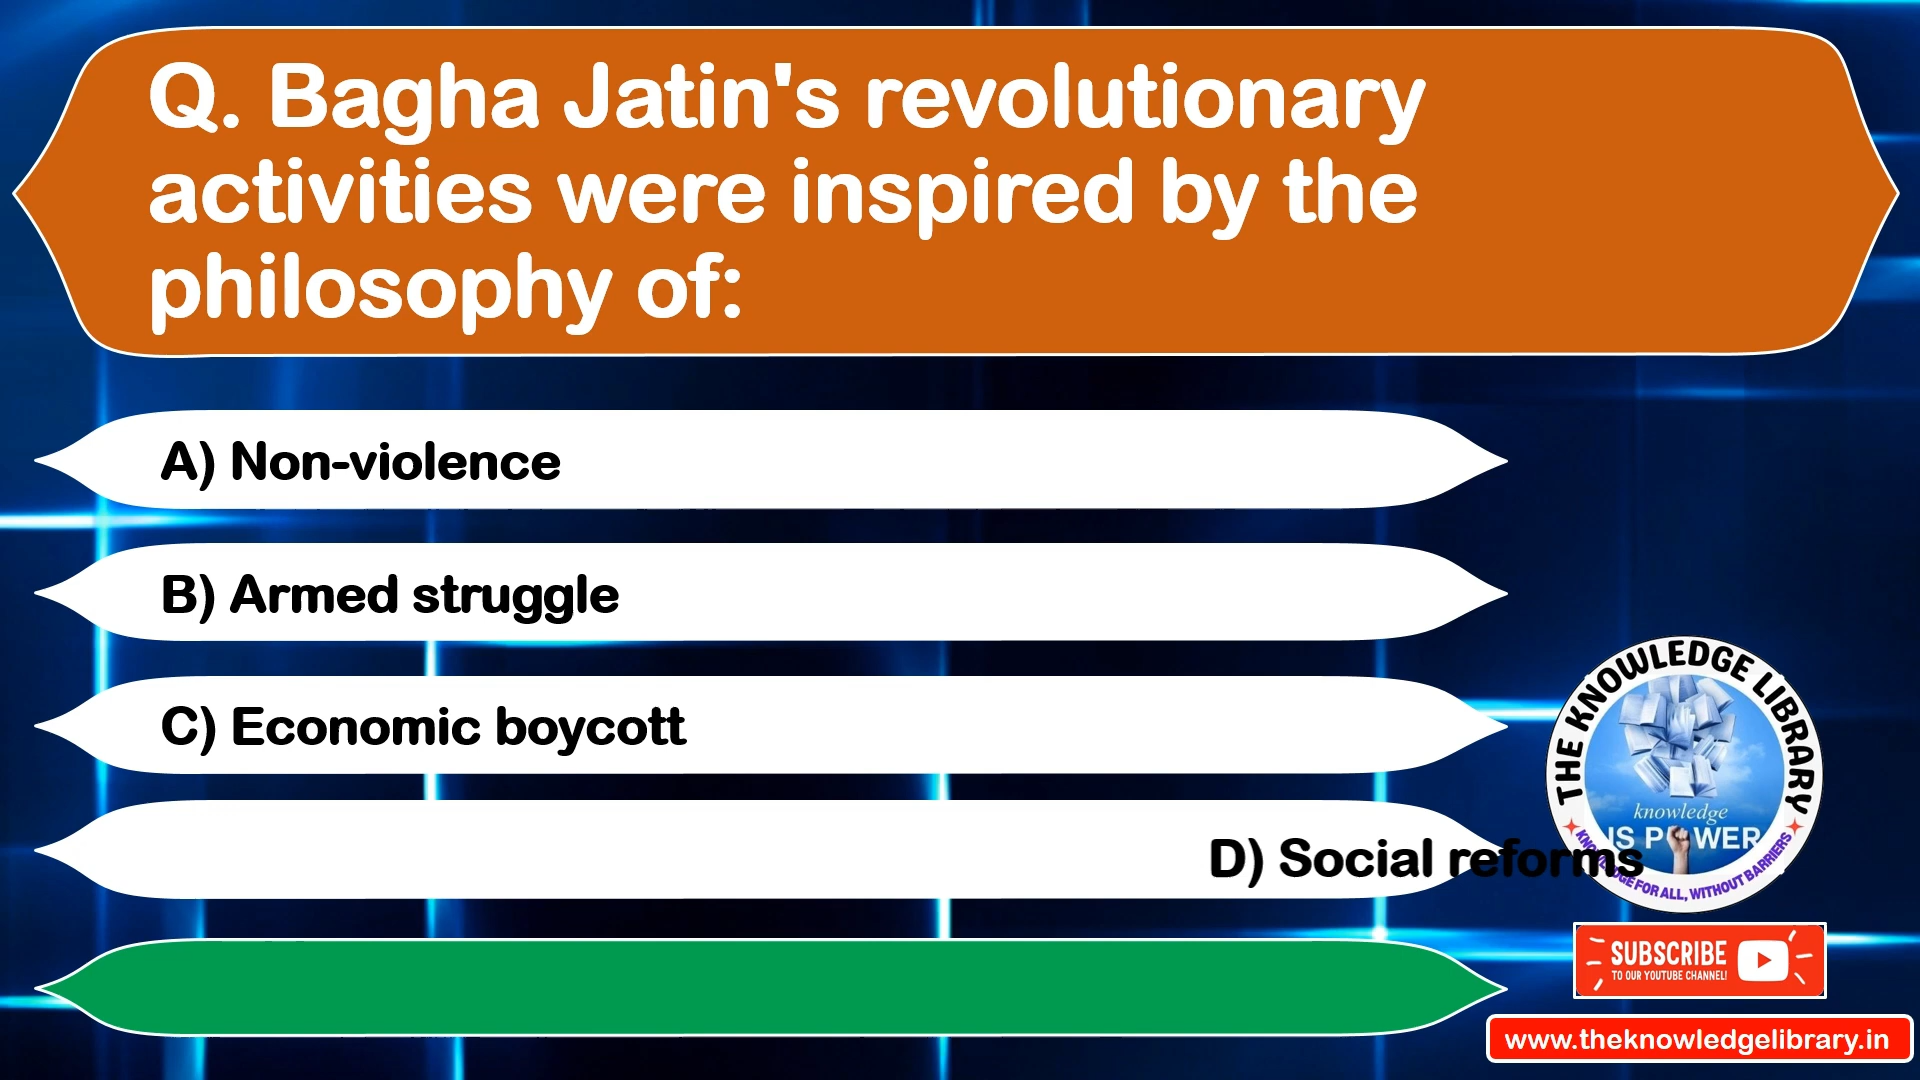 Q. Bagha Jatin's revolutionary
activities were inspired by the
philosophy of:
A) Non-violence
B) Armed struggle
C) Economic boycott
D) Social reforms
THE KNOWLEDGE LIBRARY
knowledge
IS POWER
KNOWLEDGE FOR ALL, WITHOUT BARRIERS
SUBSCRIBE
TO OUR YOUTUBE CHANNEL!
www.theknowledgelibrary.in